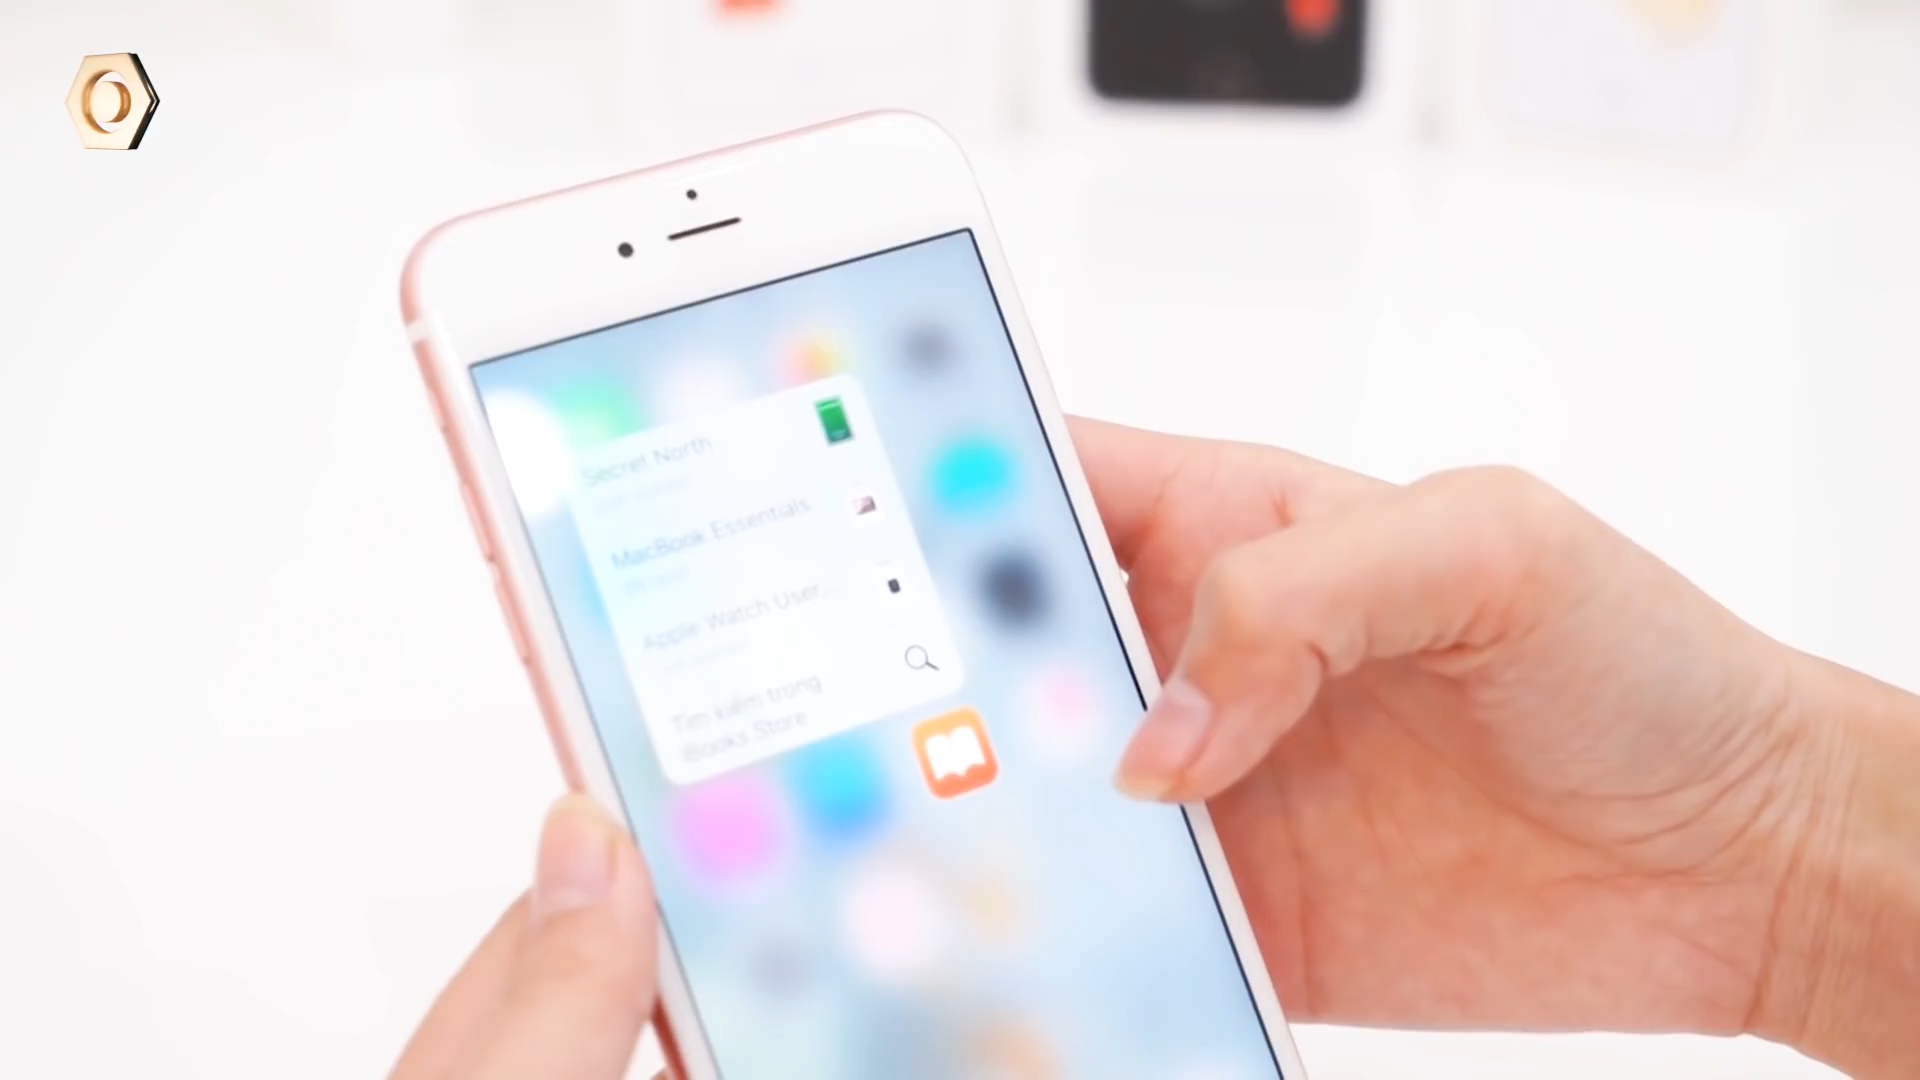 Secret North
MacBook Essentials
Apple Watch User...
Tìm kiếm trong
iBooks Store